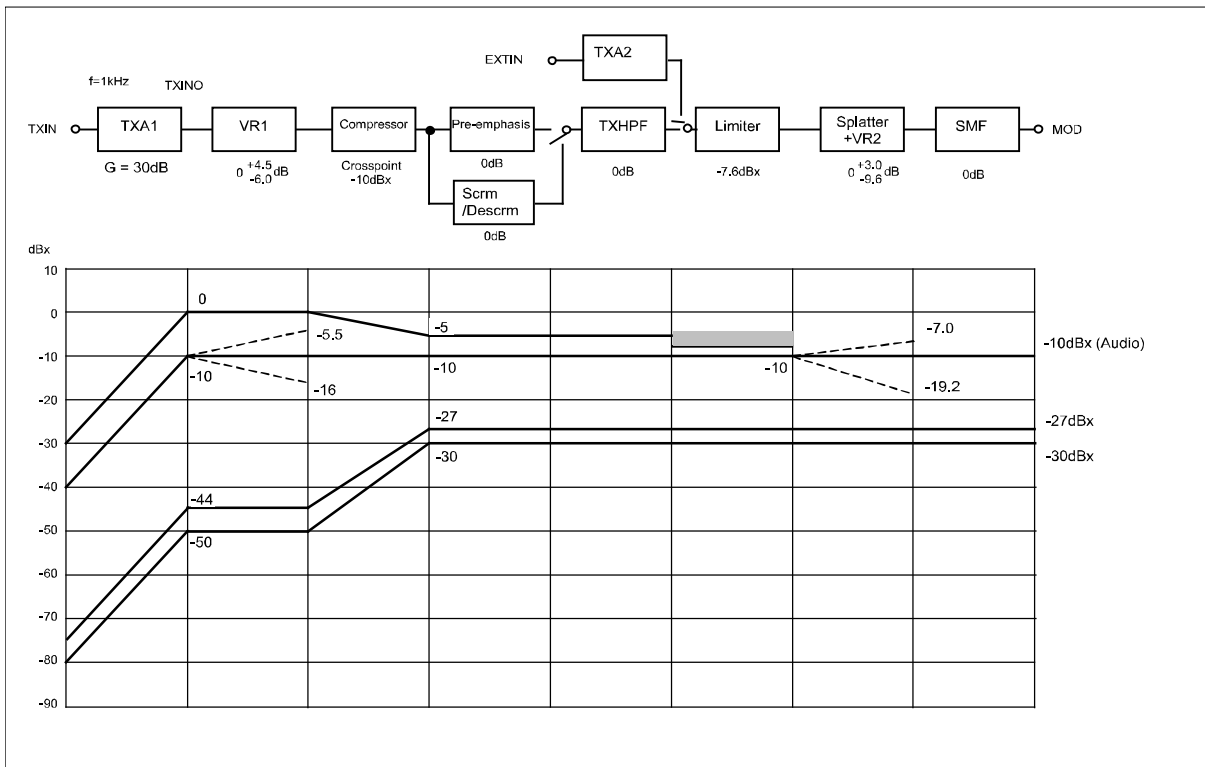 EXTIN
TXA2
f=1kHz
TXINO
TXIN
TXA1
VR1
Compressor
Pre-emphasis
TXHPF
Limiter
Splatter
+VR2
SMF
MOD
G = 30dB
0 +4.5 -6.0 dB
Crosspoint
-10dBx
0dB
0dB
-7.6dBx
0 +3.0 -9.6 dB
0dB
Scrm
/Descrm
0dB
dBx
10
0
-10
-20
-30
-40
-50
-60
-70
-80
-90
0
-5.5
-5
-7.0
-10dBx (Audio)
-10
-10
-10
-16
-19.2
-27
-27dBx
-30
-30dBx
-44
-50